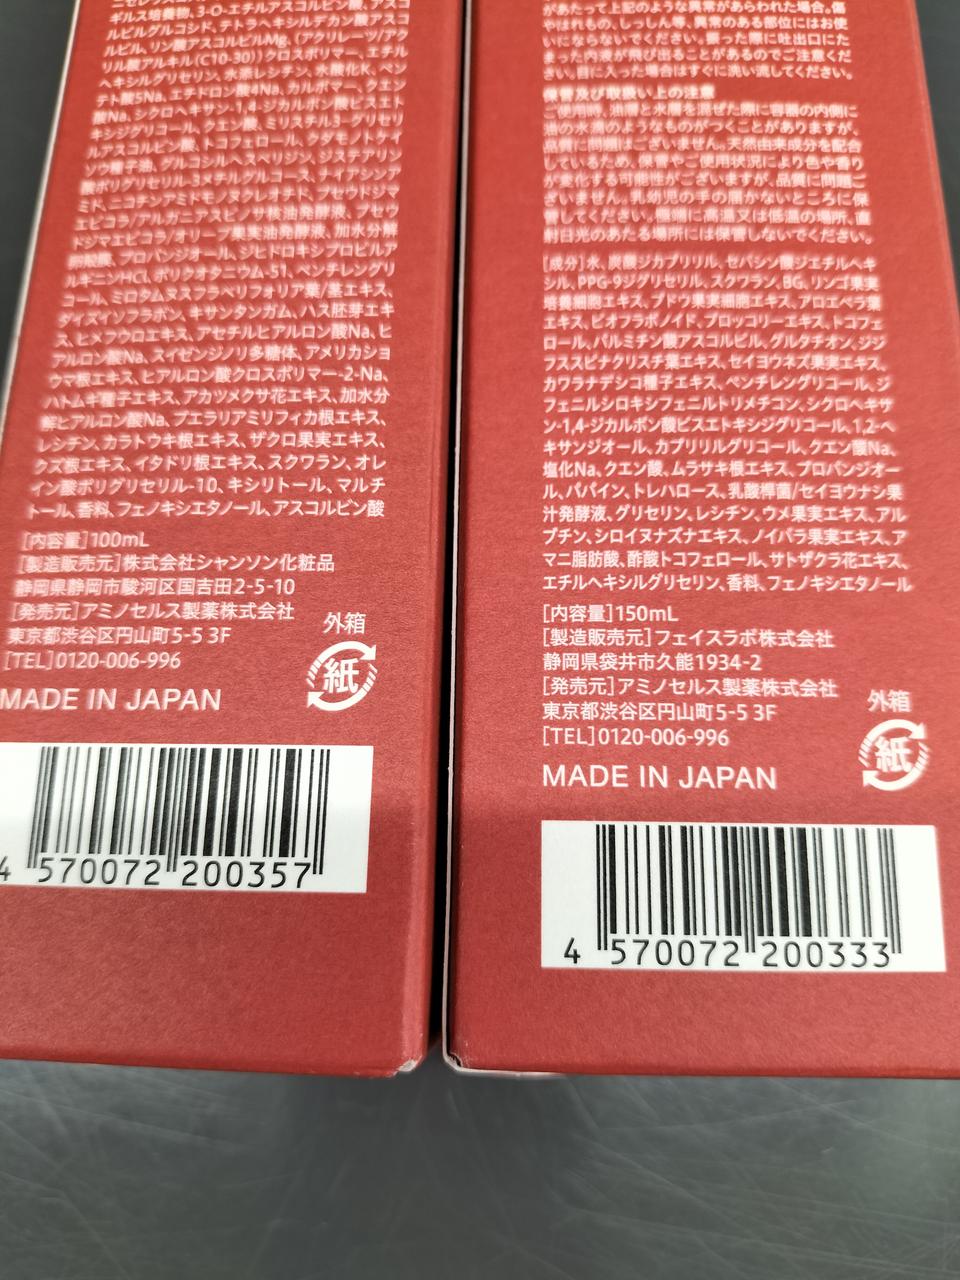 ギルス培養物、3-O-エチルアスコルビン酸、アスコ
ルビルグルコシド、テトラヘキシルデカン酸アスコ
ルビル、リン酸アスコルビルMg、(アクリレーツ/アク
リル酸アルキル(C10-30))クロスポリマー、エチル
ヘキシルグリセリン、水添レシチン、水酸化K、ペン
テト酸5Na、エチドロン酸4Na、カルボマー、クエン
酸Na、シクロヘキサン-1,4-ジカルボン酸ビスエト
キシジグリコール、クエン酸、ミリスチル3-グリセリ
ルアスコルビン酸、トコフェロール、クダモノトケイ
ソウ種子油、グルコシルヘスペリジン、ジステアリン
酸ポリグリセリル-3メチルグルコース、ナイアシンア
ミド、ニコチンアミドモノヌクレオチド、プセウドジマ
エピコラ/アルガニアスピノサ核油発酵液、プセウ
ドジマエピコラ/オリーブ果実油発酵液、加水分解
卵殻膜、プロパンジオール、ジヒドロキシプロピルア
ルギニンHCl、ポリクオタニウム-51、ペンチレングリ
コール、ミロタムヌスフラベリフォリア葉/茎エキス、
ダイズイソフラボン、キサンタンガム、ハス胚芽エキ
ス、ヒメフウロエキス、アセチルヒアルロン酸Na、ヒ
アルロン酸Na、スイゼンジノリ多糖体、アメリカショ
ウマ根エキス、ヒアルロン酸クロスポリマー-2-Na、
ハトムギ種子エキス、アカツメクサ花エキス、加水分
解ヒアルロン酸Na、プエラリアミリフィカ根エキス、
レシチン、カラトウキ根エキス、ザクロ果実エキス、
クズ根エキス、イタドリ根エキス、スクワラン、オレ
イン酸ポリグリセリル-10、キシリトール、マルチ
トール、香料、フェノキシエタノール、アスコルビン酸
[内容量]100mL
[製造販売元]株式会社シャンソン化粧品
静岡県静岡市駿河区国吉田2-5-10
[発売元]アミノセルス製薬株式会社
東京都渋谷区円山町5-5 3F
[TEL]0120-006-996
外箱
紙
MADE IN JAPAN
4 570072 200357
があたって上記のような異常があらわれた場合。傷
やはれもの、しっしん等、異常のある部位にはお使
いにならないでください。振った際に吐出口にた
まった内液が飛び出ることがあるのでご注意くだ
さい。目に入った場合はすぐに洗い流してください。
保管及び取扱い上の注意
ご使用時、油層と水層を混ぜた際に容器の内側に
油の水滴のようなものがつくことがありますが、
品質に問題はございません。天然由来成分を配合
しているため、保管やご使用状況により色や香り
が変化する可能性がございますが、品質に問題ご
ざいません。乳幼児の手の届かないところに保
管してください。極端に高温又は低温の場所、直
射日光のあたる場所には保管しないでください。
[成分]水、炭酸ジカプリリル、セバシン酸ジエチルヘキ
シル、PPG-9ジグリセリル、スクワラン、BG、リンゴ果実
培養細胞エキス、ブドウ果実細胞エキス、アロエベラ葉
エキス、ビオフラボノイド、ブロッコリーエキス、トコフェ
ロール、パルミチン酸アスコルビル、グルタチオン、ジジ
フススピナクリスチ葉エキス、セイヨウネズ果実エキス、
カワラナデシコ種子エキス、ペンチレングリコール、ジ
フェニルシロキシフェニルトリメチコン、シクロヘキサ
ン-1,4-ジカルボン酸ビスエトキシジグリコール、1,2-ヘ
キサンジオール、カプリリルグリコール、クエン酸Na、
塩化Na、クエン酸、ムラサキ根エキス、プロパンジオー
ル、パパイン、トレハロース、乳酸桿菌/セイヨウナシ果
汁発酵液、グリセリン、レシチン、ウメ果実エキス、アル
ブチン、シロイヌナズナエキス、ノイバラ果実エキス、ア
マニ脂肪酸、酢酸トコフェロール、サトザクラ花エキス、
エチルヘキシルグリセリン、香料、フェノキシエタノール
[内容量]150mL
[製造販売元]フェイスラボ株式会社
静岡県袋井市久能1934-2
[発売元]アミノセルス製薬株式会社
東京都渋谷区円山町5-5 3F
[TEL]0120-006-996
外箱
紙
MADE IN JAPAN
4 570072 200333